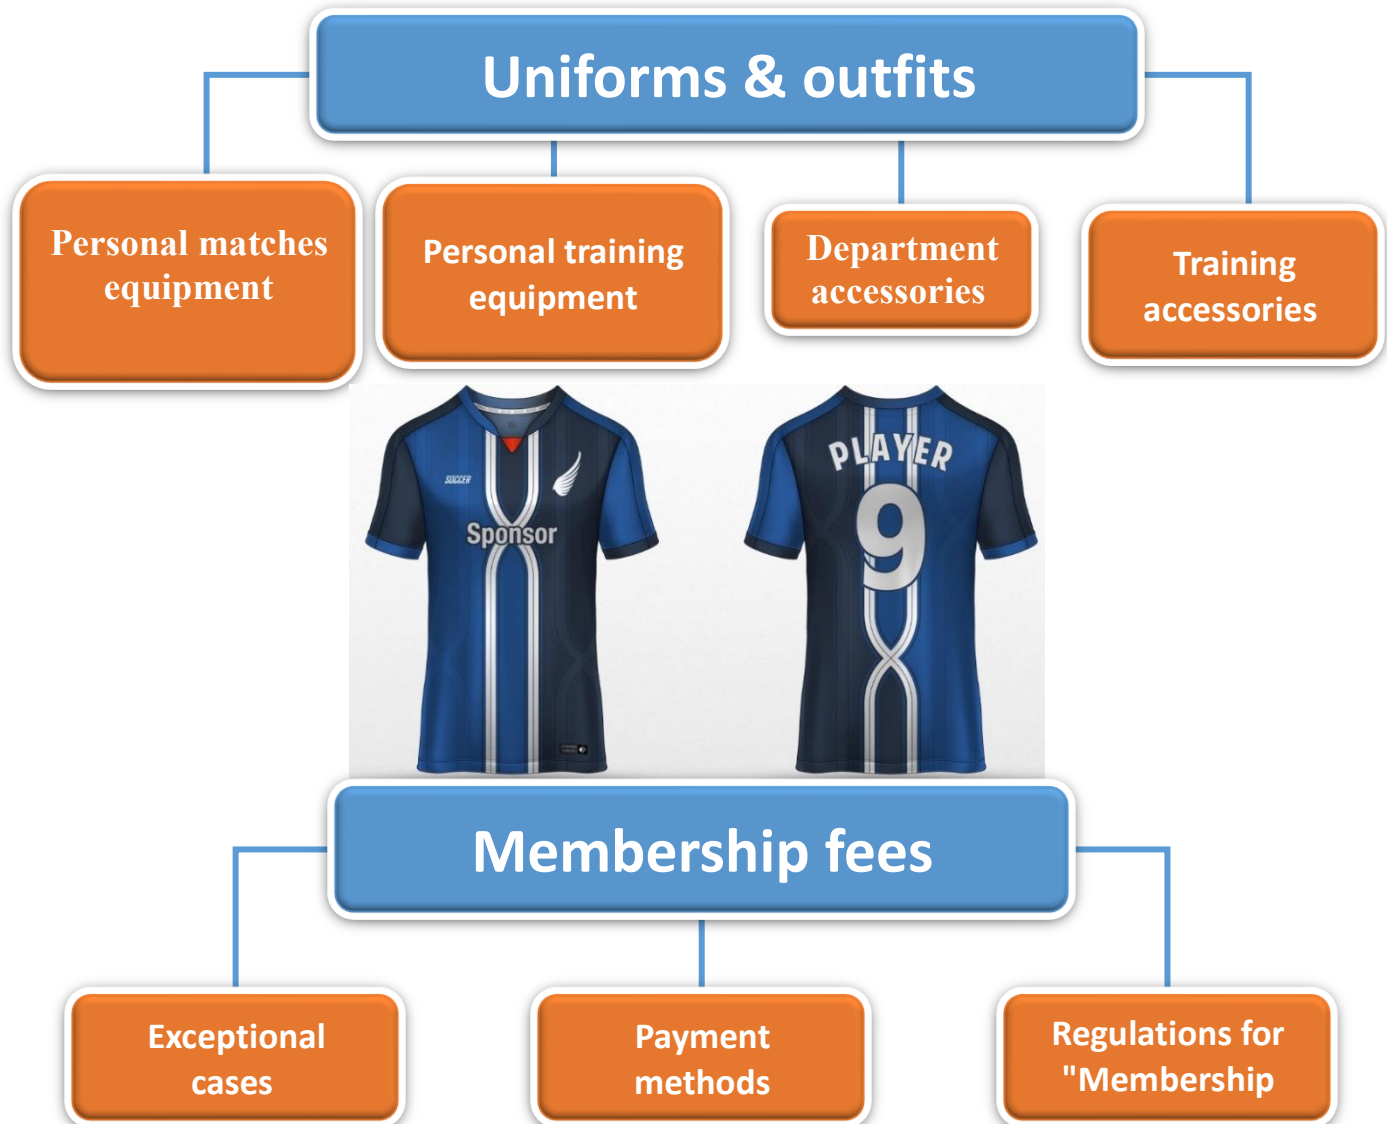 Uniforms & outfits
Personal matches
equipment
Personal training
equipment
Department
accessories
Training
accessories
SOCCER
Sponsor
PLAYER
9
Membership fees
Exceptional
cases
Payment
methods
Regulations for
"Membership